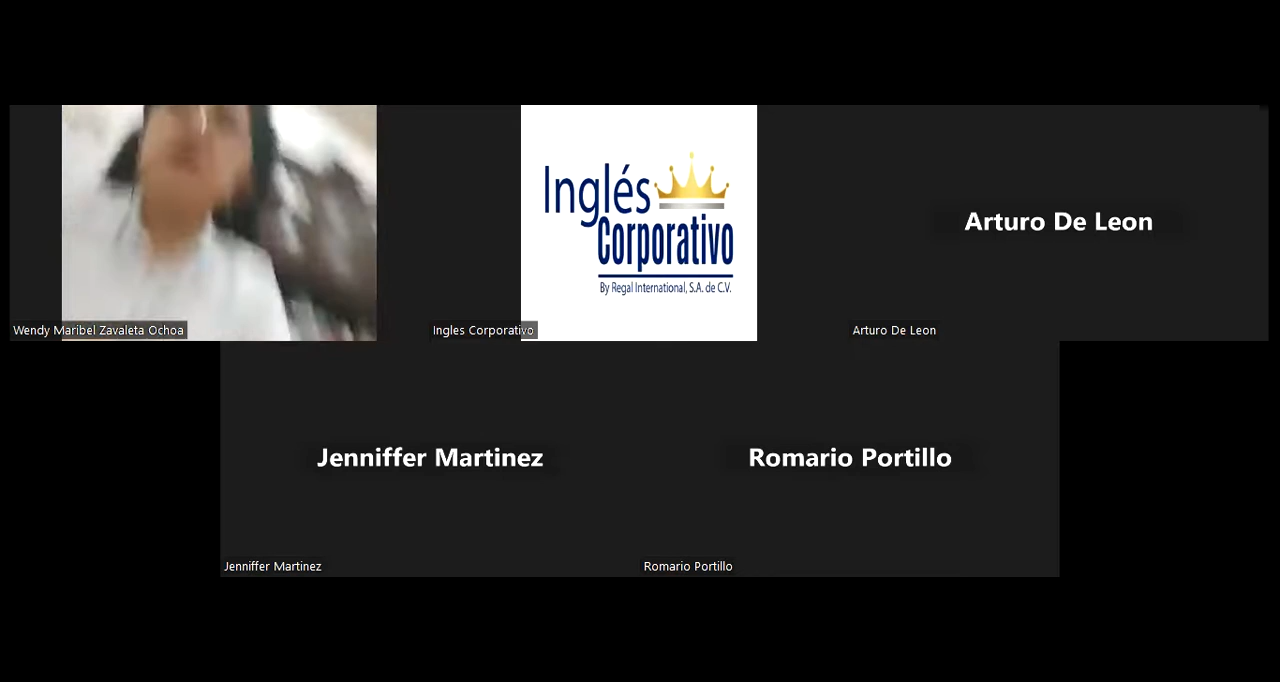 Inglés
Corporativo
By Regal International, S.A. de C.V.
Arturo De Leon
Wendy Maribel Zavaleta Ochoa
Ingles Corporativo
Arturo De Leon
Jenniffer Martinez
Romario Portillo
Jenniffer Martinez
Romario Portillo